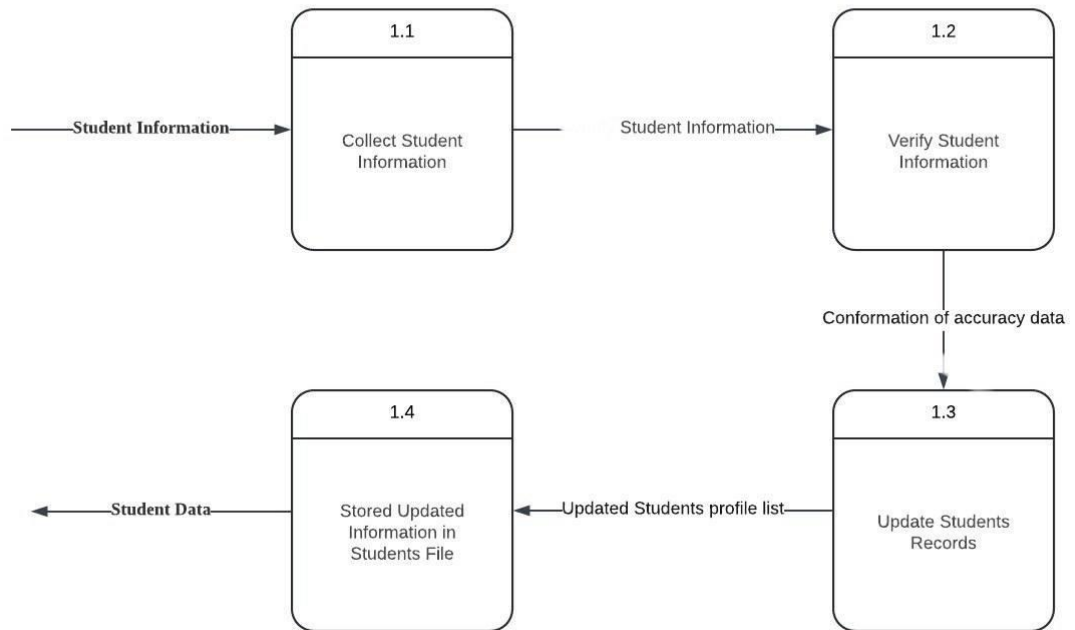 1.1
1.2
Student Information
Student Information
Collect Student
Information
Verify Student
Information
Conformation of accuracy data
1.4
1.3
Student Data
Stored Updated
Information in
Students File
Updated Students profile list
Update Students
Records